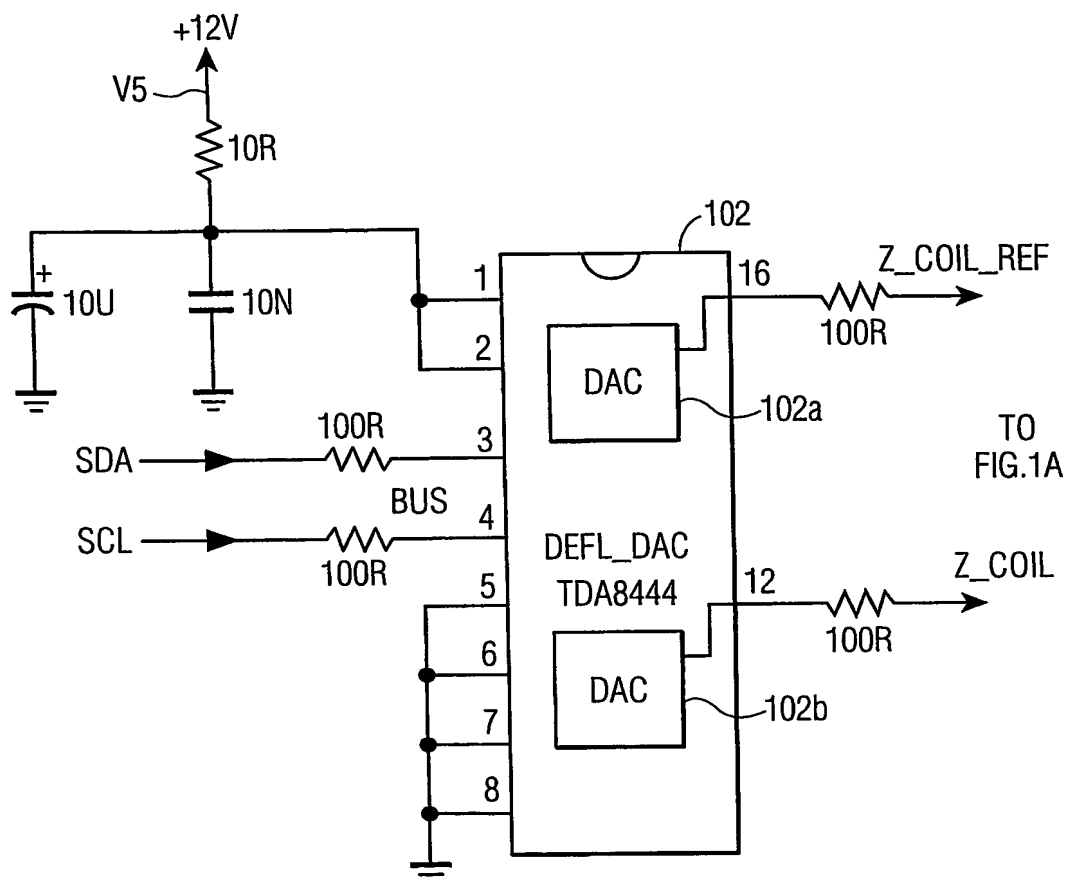 +12V
V5
10R
102
+
10U
10N
1
16
Z_COIL_REF
100R
2
DAC
102a
100R
3
SDA
TO
FIG.1A
BUS
SCL
4
100R
DEFL_DAC
TDA8444
Z_COIL
5
12
100R
6
DAC
102b
7
8